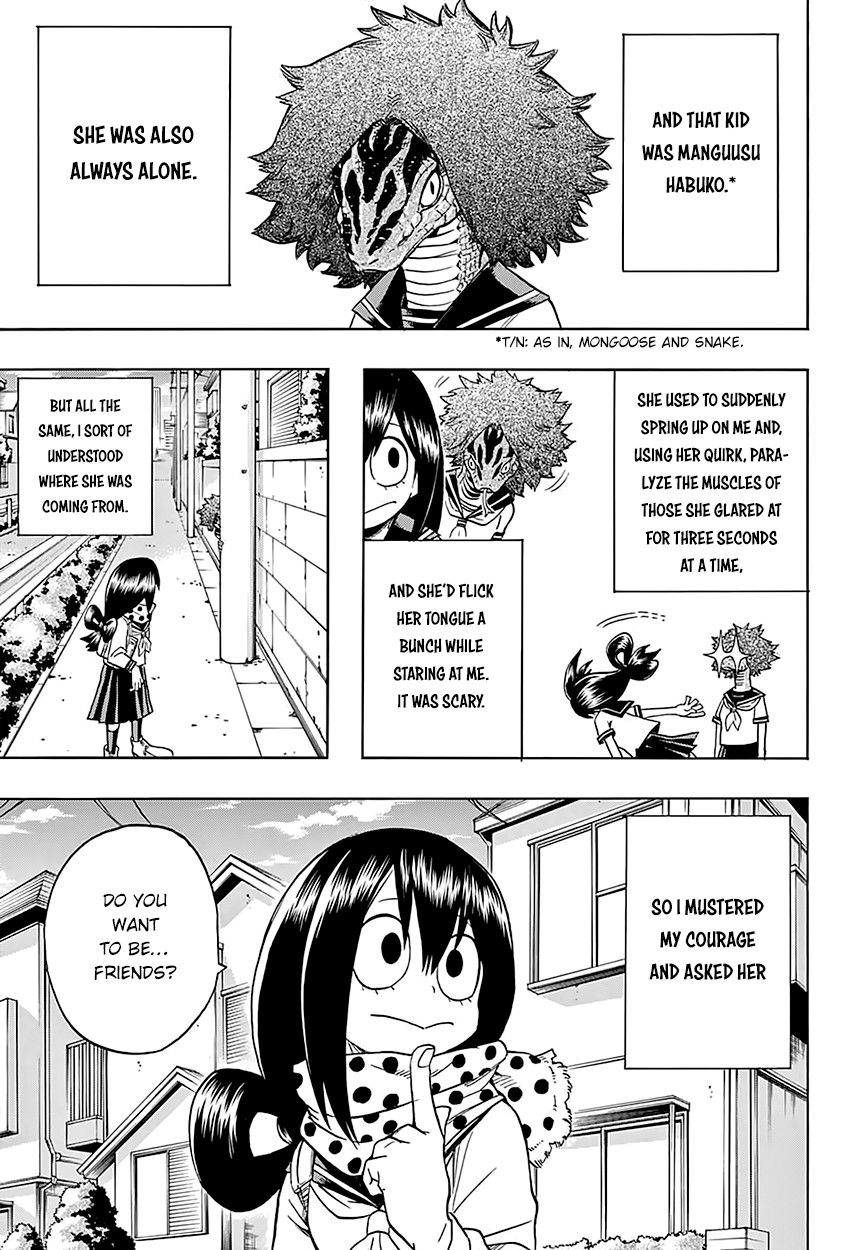 AND THAT KID
WAS MANGUUSU
HABUKO.*
SHE WAS ALSO
ALWAYS ALONE.
*T/N: AS IN, MONGOOSE AND SNAKE.
SHE USED TO SUDDENLY
SPRING UP ON ME AND,
USING HER QUIRK, PARA-
LYZE THE MUSCLES OF
THOSE SHE GLARED AT
FOR THREE SECONDS
AT A TIME,
AND SHE'D FLICK
HER TONGUE A
BUNCH WHILE
STARING AT ME.
IT WAS SCARY.
BUT ALL THE
SAME, I SORT OF
UNDERSTOOD
WHERE SHE WAS
COMING FROM.
SO I MUSTERED
MY COURAGE
AND ASKED HER
DO YOU
WANT
TO BE...
FRIENDS?